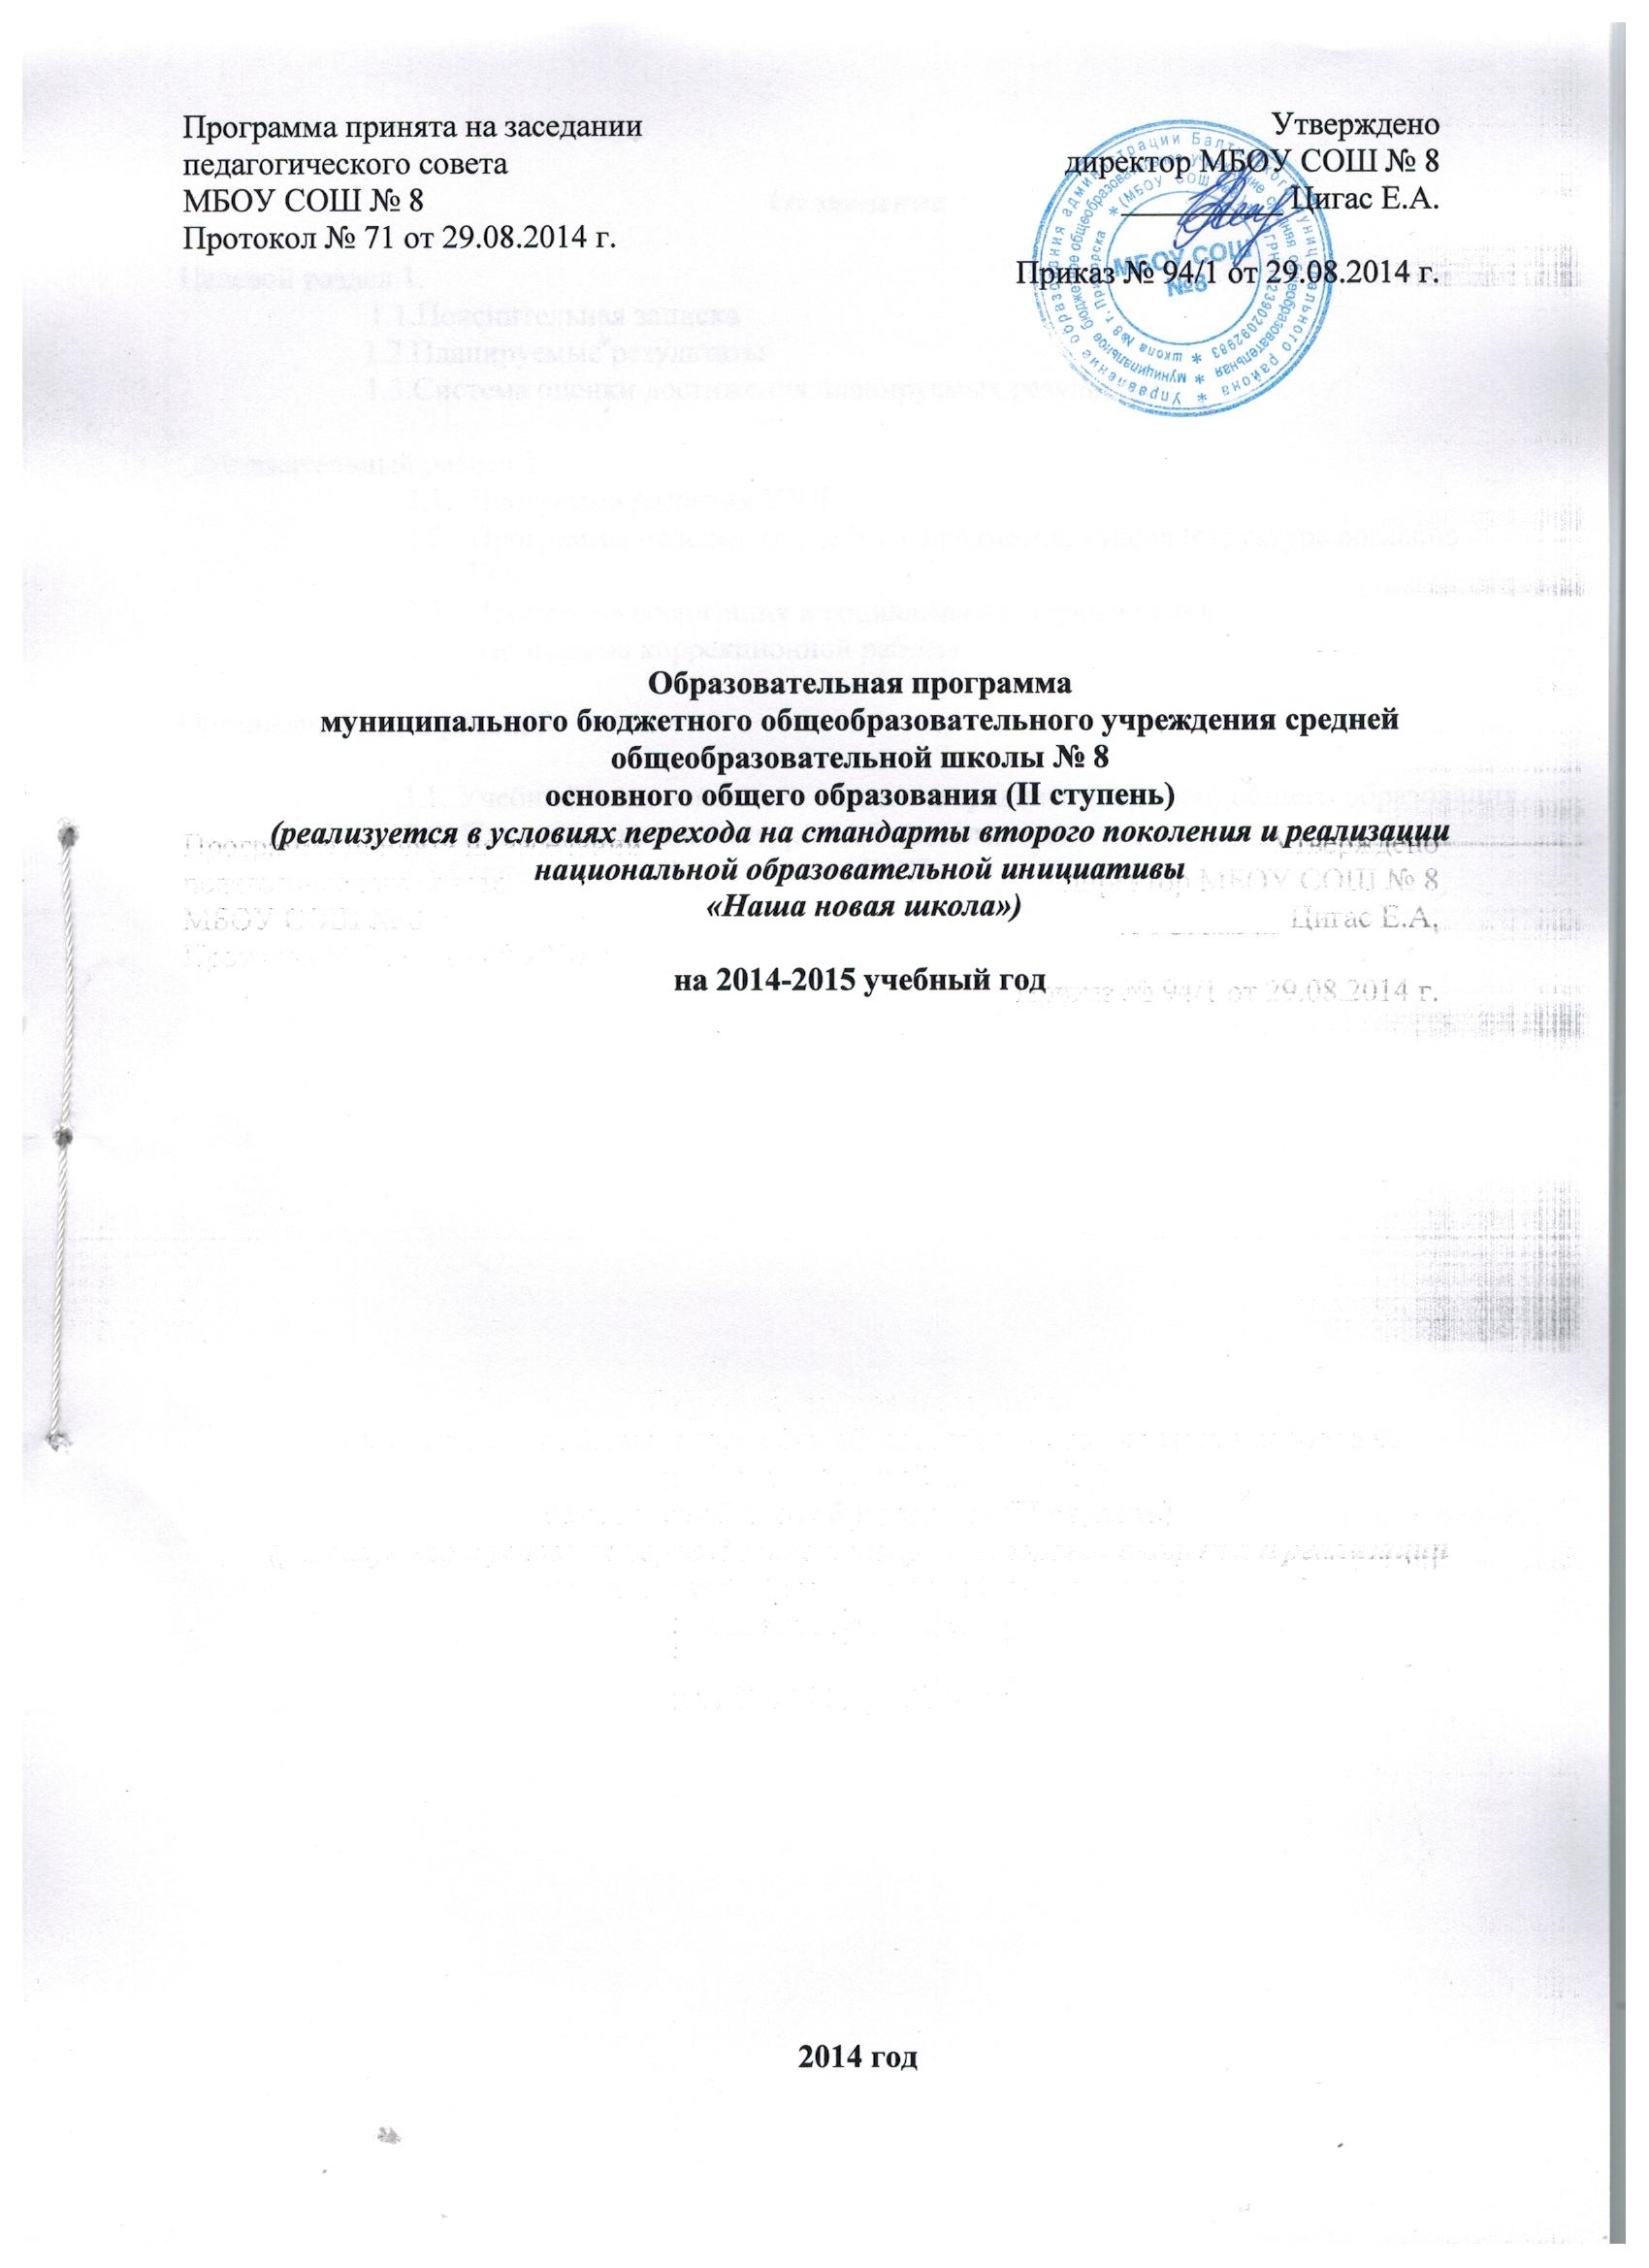 Программа принята на заседании
педагогического совета
МБОУ СОШ № 8
Протокол № 71 от 29.08.2014 г.
Утверждено
директор МБОУ СОШ № 8
Цигас Е.А.
Приказ № 94/1 от 29.08.2014 г.
МБОУ СОШ
№8
Образовательная программа
муниципального бюджетного общеобразовательного учреждения средней
общеобразовательной школы № 8
основного общего образования (II ступень)
(реализуется в условиях перехода на стандарты второго поколения и реализации
национальной образовательной инициативы
«Наша новая школа»)
на 2014-2015 учебный год
2014 год